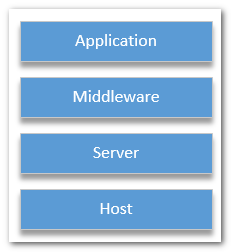 Application
Middleware
Server
Host